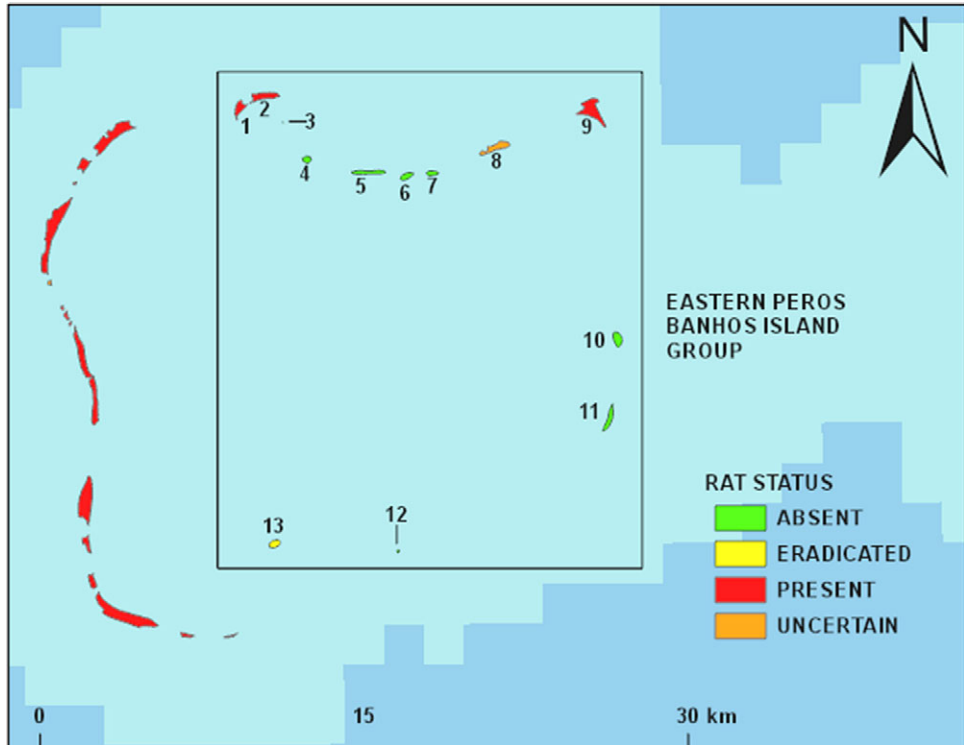 N
1
2
3
4
5
6
7
8
9
10
11
12
13
EASTERN PEROS
BANHOS ISLAND
GROUP
RAT STATUS
ABSENT
ERADICATED
PRESENT
UNCERTAIN
0
15
30 km